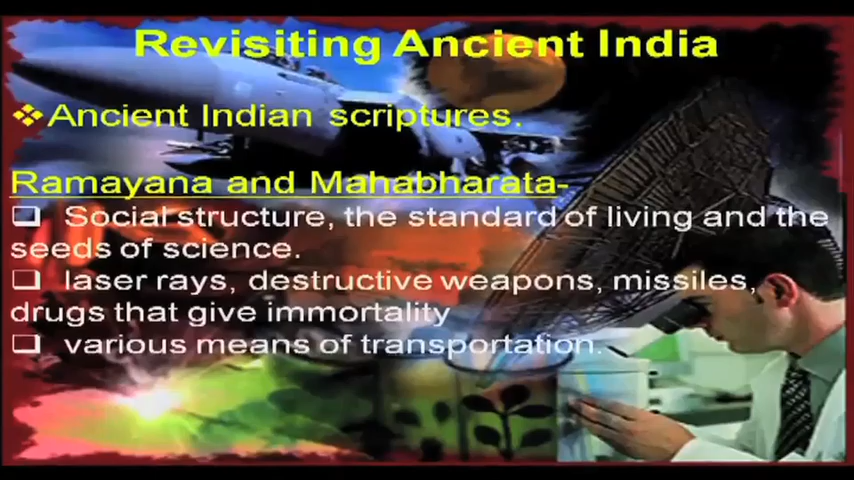 Revisiting Ancient India
❖Ancient Indian scriptures.
Ramayana and Mahabharata-
❑ Social structure, the standard of living and the
seeds of science.
❑ laser rays, destructive weapons, missiles,
drugs that give immortality
❑ various means of transportation.